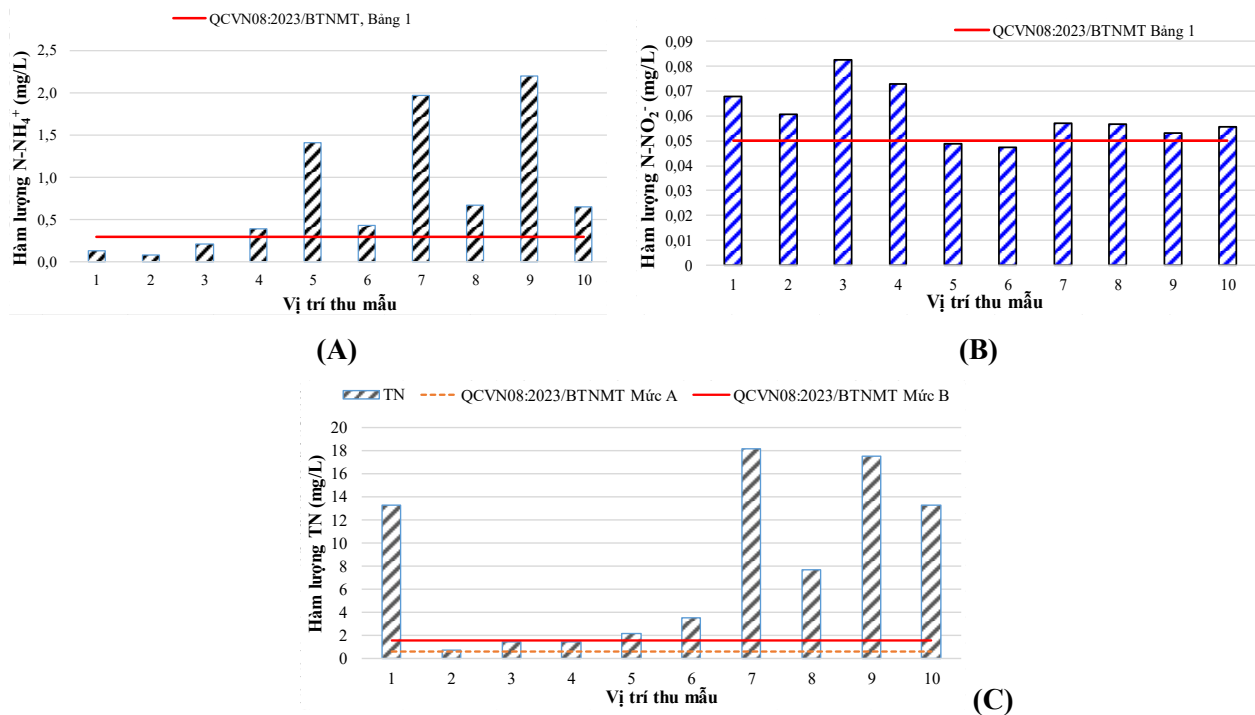 QCVN08:2023/BTNMT, Bảng 1
Hàm lượng N-NH₄⁺ (mg/L)
2,5
2,0
1,5
1,0
0,5
0,0
1 2 3 4 5 6 7 8 9 10
Vị trí thu mẫu
(A)
QCVN08:2023/BTNMT Bảng 1
Hàm lượng N-NO₂⁻ (mg/L)
0,09
0,08
0,07
0,06
0,05
0,04
0,03
0,02
0,01
0
1 2 3 4 5 6 7 8 9 10
Vị trí thu mẫu
(B)
TN QCVN08:2023/BTNMT Mức A QCVN08:2023/BTNMT Mức B
Hàm lượng TN (mg/L)
20
18
16
14
12
10
8
6
4
2
0
1 2 3 4 5 6 7 8 9 10
Vị trí thu mẫu
(C)